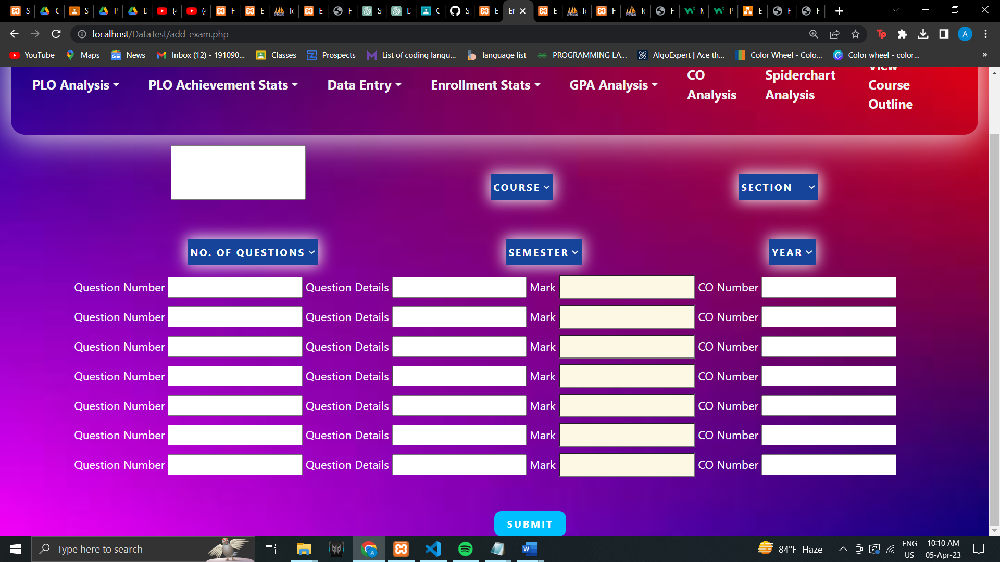 S C S P D (4 (4 H E Ic E F S D C S E Er E Ic H Ic F M P E F F
localhost/DataTest/add_exam.php
A
YouTube Maps News Inbox (12) - 191090... Classes Prospects List of coding langu... language list PROGRAMMING LA... AlgoExpert | Ace th... Color Wheel - Colo... Color wheel - color... »
PLO Analysis PLO Achievement Stats Data Entry Enrollment Stats GPA Analysis
CO
Analysis
Spiderchart
Analysis
View
Course
Outline
COURSE SECTION
NO. OF QUESTIONS SEMESTER YEAR
Question Number Question Details Mark CO Number
Question Number Question Details Mark CO Number
Question Number Question Details Mark CO Number
Question Number Question Details Mark CO Number
Question Number Question Details Mark CO Number
Question Number Question Details Mark CO Number
Question Number Question Details Mark CO Number
SUBMIT
Type here to search
84°F Haze
ENG
US
10:10 AM
05-Apr-23